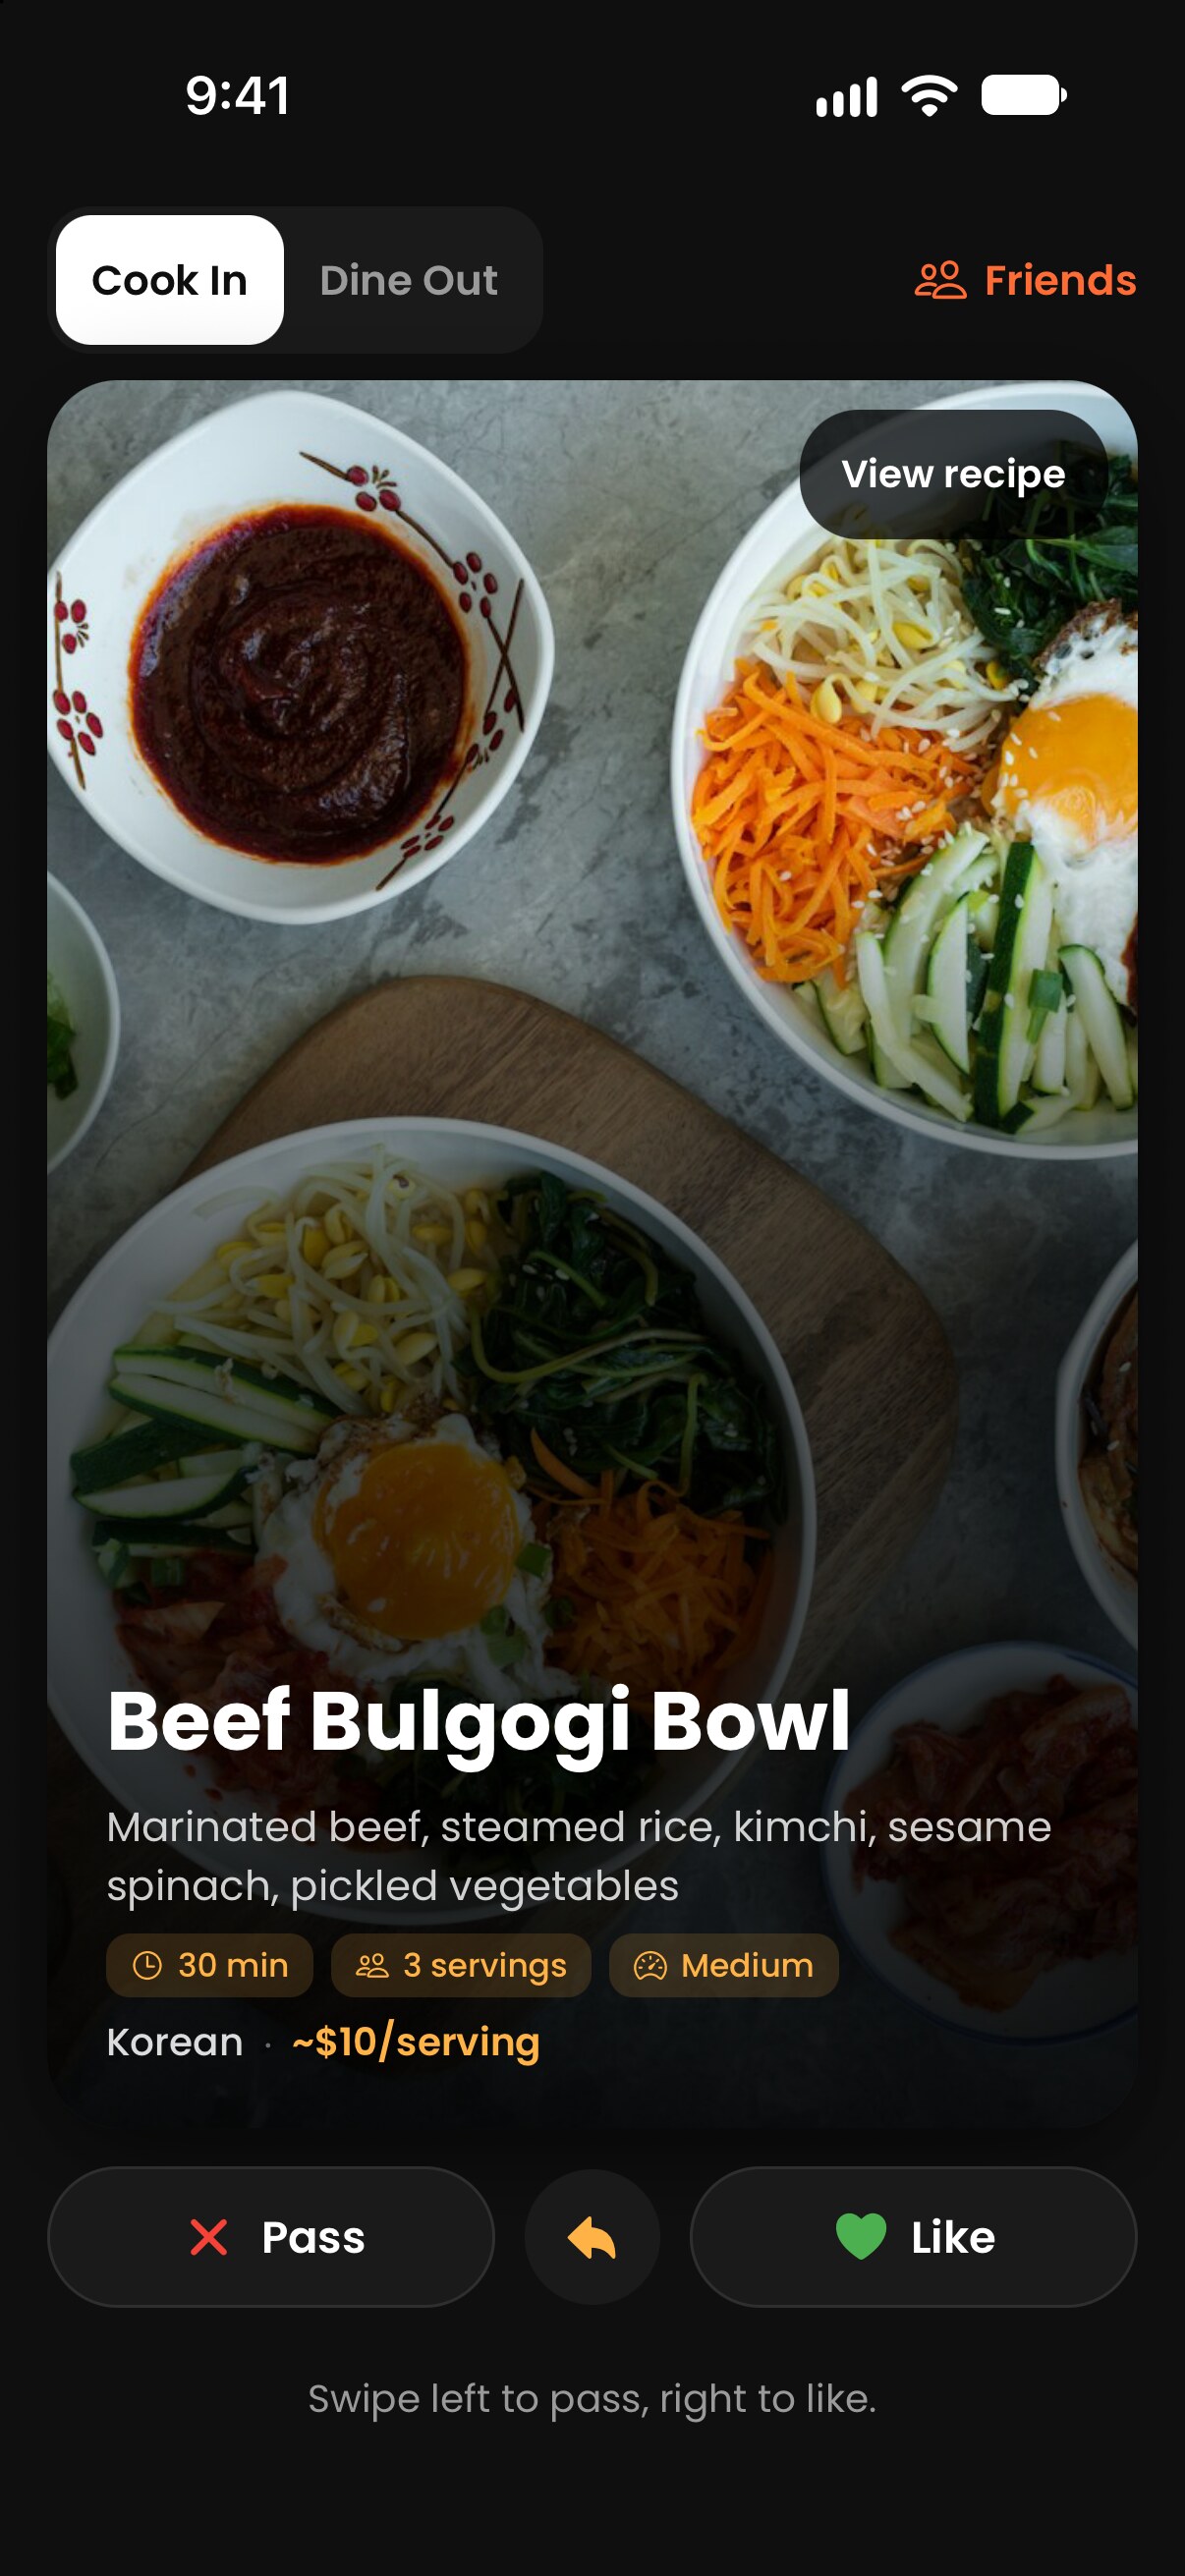 9:41
Cook In
Dine Out
Friends
View recipe
Beef Bulgogi Bowl
Marinated beef, steamed rice, kimchi, sesame
spinach, pickled vegetables
30 min
3 servings
Medium
Korean · ~$10/serving
Pass
Like
Swipe left to pass, right to like.